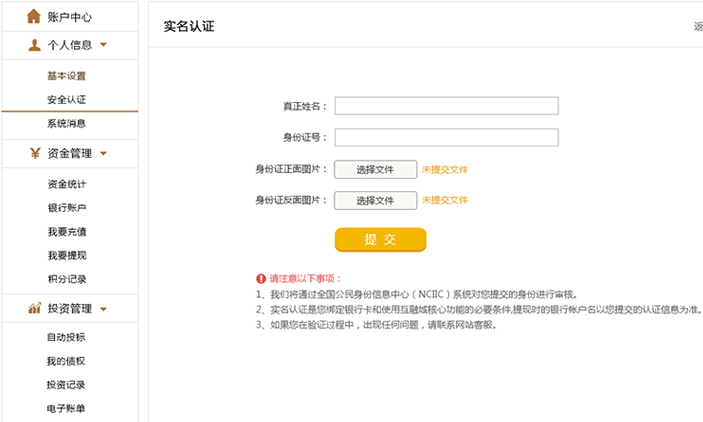 账户中心
个人信息
基本设置
安全认证
系统消息
资金管理
资金统计
银行账户
我要充值
我要提现
积分记录
投资管理
自动投标
我的债权
投资记录
电子账单
实名认证
返
真正姓名：
身份证号：
身份证正面图片： 选择文件 未提交文件
身份证反面图片： 选择文件 未提交文件
提 交
请注意以下事项：
1、我们将通过全国公民身份信息中心（NCIIC）系统对您提交的身份进行审核。
2、实名认证是您绑定银行卡和使用互融域核心功能的必要条件,提现时的银行帐户名以您提交的认证信息为准。
3、如果您在验证过程中，出现任何问题，请联系网站客服。